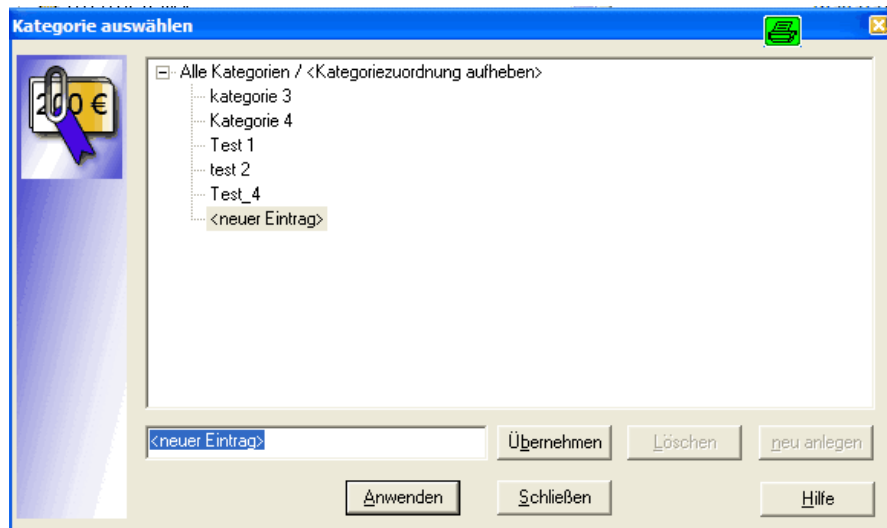 Kategorie auswählen
200 €
Alle Kategorien / <Kategoriezuordnung aufheben>
kategorie 3
Kategorie 4
Test 1
test 2
Test_4
<neuer Eintrag>
<neuer Eintrag>
Übernehmen
Löschen
neu anlegen
Anwenden
Schließen
Hilfe